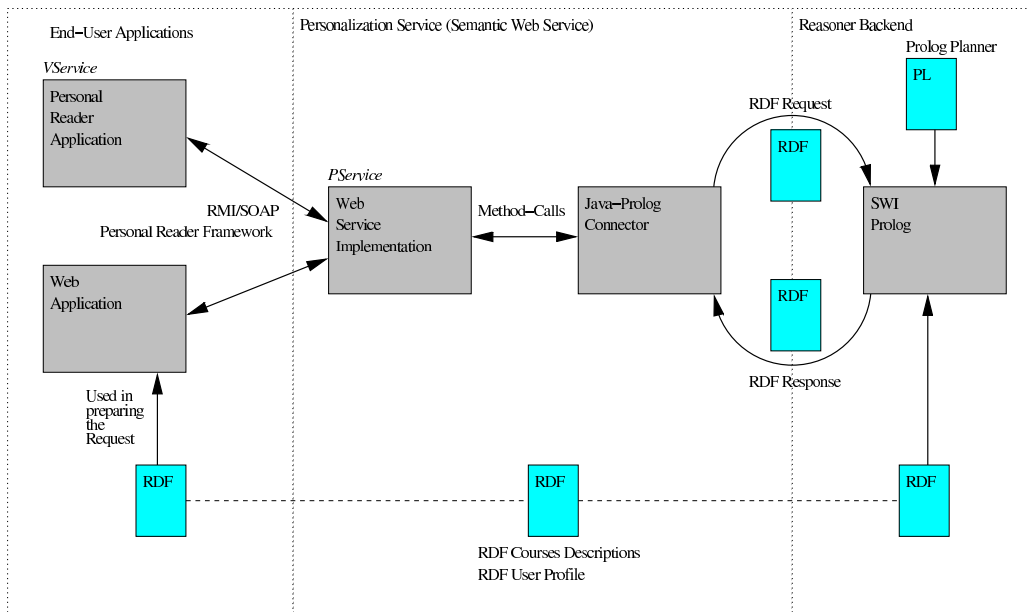 End-User Applications
Personalization Service (Semantic Web Service)
Reasoner Backend
VService
Personal
Reader
Application
Prolog Planner
PL
RDF Request
RDF
RMI/SOAP
Personal Reader Framework
PService
Web
Service
Implementation
Method-Calls
Java-Prolog
Connector
SWI
Prolog
Web
Application
RDF
RDF Response
Used in
preparing
the
Request
RDF
RDF
RDF
RDF Courses Descriptions
RDF User Profile